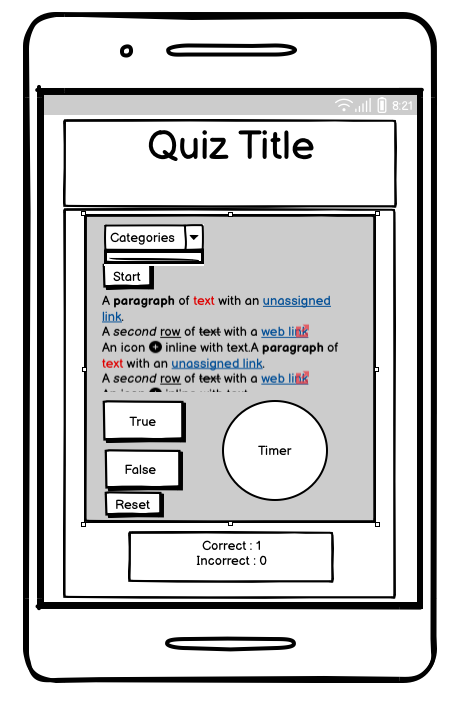 8:21
Quiz Title
Categories
Start
A paragraph of text with an unassigned
link.
A second row of text with a web link
An icon inline with text.A paragraph of
text with an unassigned link.
A second row of text with a web link
An icon inline with text
True
False
Reset
Timer
Correct : 1
Incorrect : 0